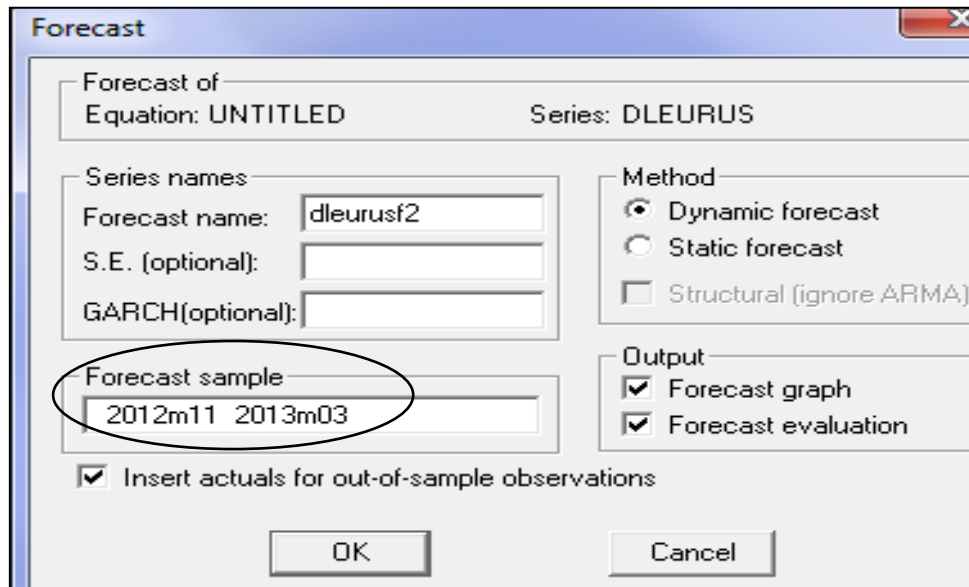 Forecast
Forecast of
Equation: UNTITLED Series: DLEURUS
Series names
Forecast name: dleurusf2
S.E. (optional):
GARCH(optional):
Method
Dynamic forecast
Static forecast
Structural (ignore ARMA)
Forecast sample
2012m11 2013m03
Output
Forecast graph
Forecast evaluation
Insert actuals for out-of-sample observations
OK Cancel